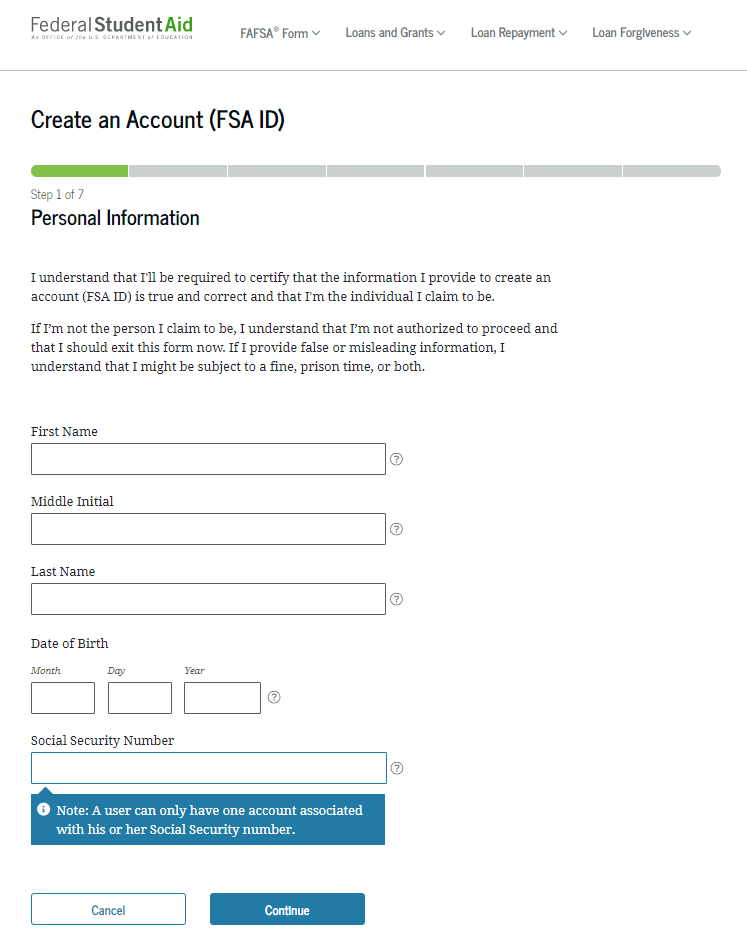 Federal Student Aid
An OFFICE of the U.S. DEPARTMENT of EDUCATION
FAFSA® Form
Loans and Grants
Loan Repayment
Loan Forgiveness
Create an Account (FSA ID)
Step 1 of 7
Personal Information
I understand that I'll be required to certify that the information I provide to create an
account (FSA ID) is true and correct and that I'm the individual I claim to be.
If I’m not the person I claim to be, I understand that I’m not authorized to proceed and
that I should exit this form now. If I provide false or misleading information, I
understand that I might be subject to a fine, prison time, or both.
First Name
?
Middle Initial
?
Last Name
?
Date of Birth
Month Day Year
?
Social Security Number
?
i Note: A user can only have one account associated
with his or her Social Security number.
Cancel
Continue